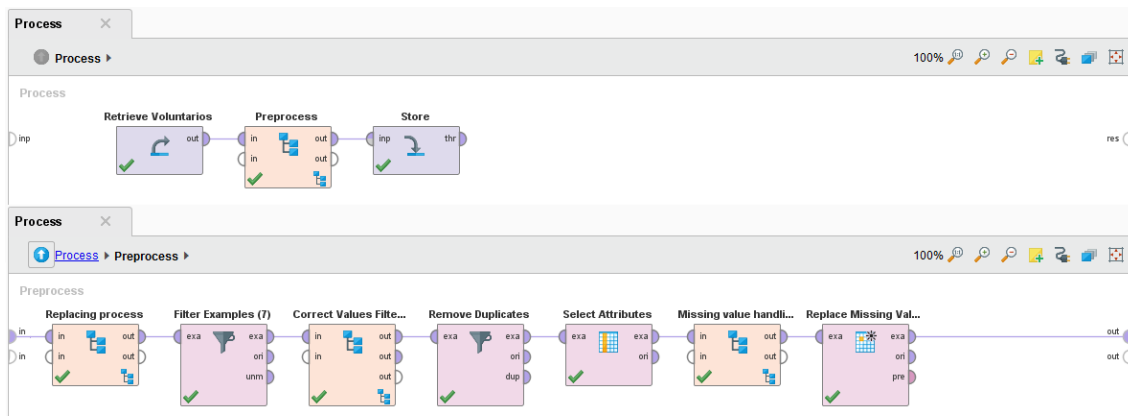 Process
Process
100%
Process
Retrieve Voluntarios Preprocess Store
inp out in out inp thr res
in out
Process
Process Preprocess
100%
Preprocess
Replacing process Filter Examples (7) Correct Values Filte... Remove Duplicates Select Attributes Missing value handli... Replace Missing Val...
in in out exa exa in out exa exa exa exa in out exa exa out
in in out ori in out ori ori in out ori out
unm out dup pre